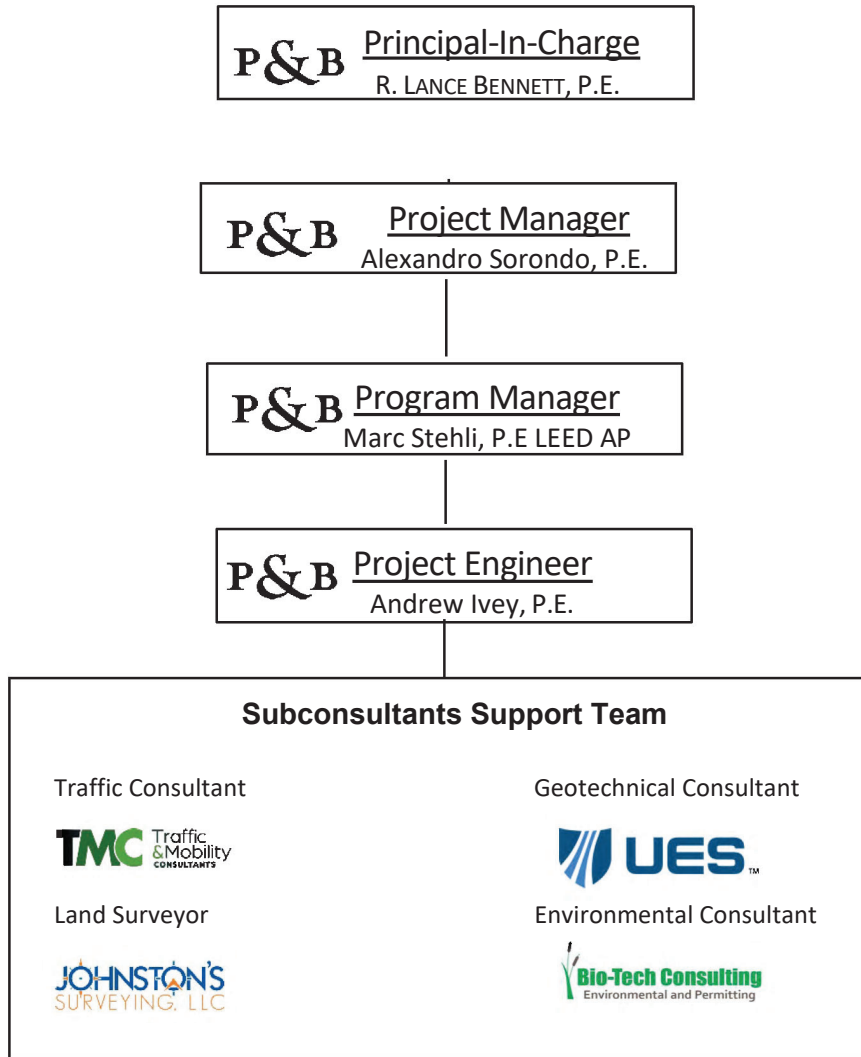 P&B Principal-In-Charge
R. LANCE BENNETT, P.E.
P&B Project Manager
Alexandro Sorondo, P.E.
P&B Program Manager
Marc Stehli, P.E LEED AP
P&B Project Engineer
Andrew Ivey, P.E.
Subconsultants Support Team
Traffic Consultant
TMC Traffic
&Mobility
CONSULTANTS
Geotechnical Consultant
UES™
Land Surveyor
JOHNSTON'S
SURVEYING, LLC
Environmental Consultant
Bio-Tech Consulting
Environmental and Permitting